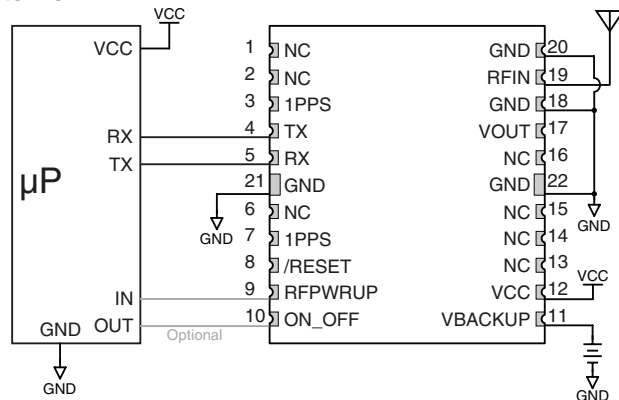 VCC
VCC
RX
TX
µP
IN
GND
OUT
GND
Optional
1 NC
2 NC
3 1PPS
4 TX
5 RX
21 GND
GND
6 NC
7 1PPS
8 /RESET
9 RFPWRUP
10 ON_OFF
GND 20
RFIN 19
GND 18
VOUT 17
NC 16
GND 22
NC 15
GND
NC 14
NC 13
VCC 12
VCC
VBACKUP 11
GND